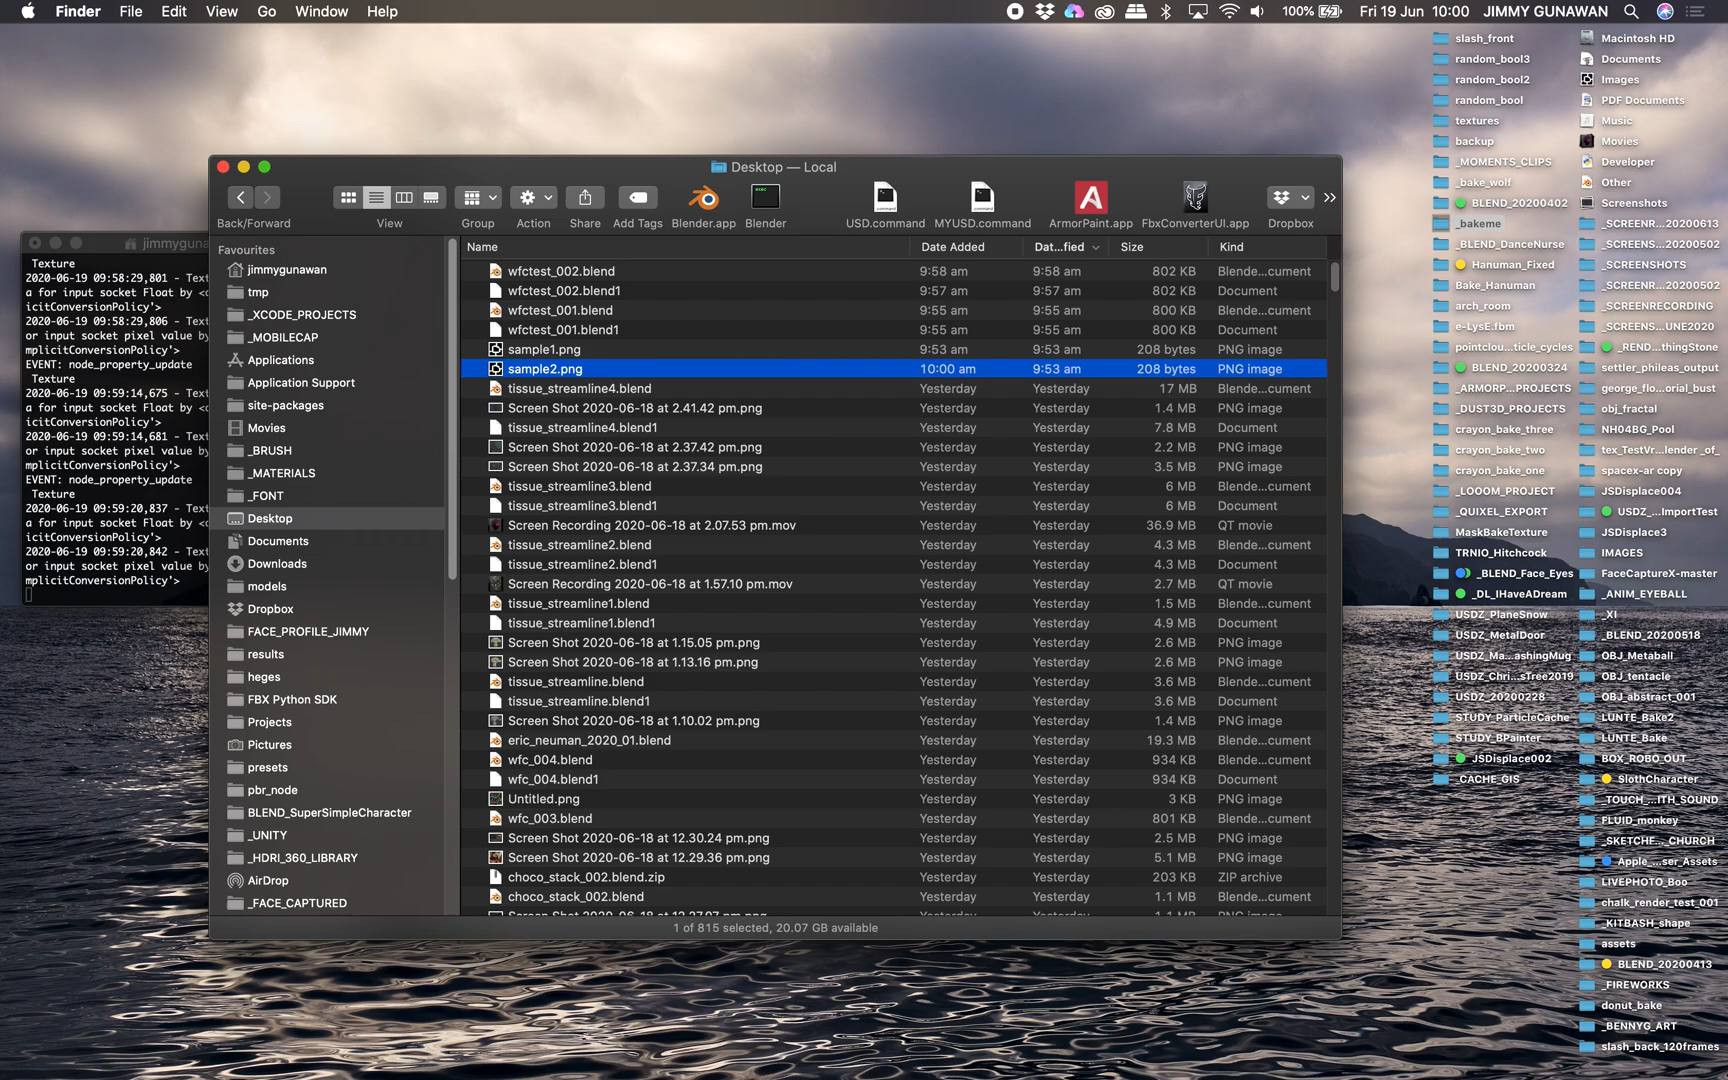 Finder File Edit View Go Window Help
100% Fri 19 Jun 10:00 JIMMY GUNAWAN
Desktop — Local
Back/Forward View Group Action Share Add Tags Blender.app Blender USD.command MYUSD.command ArmorPaint.app FbxConverterUI.app Dropbox
jimmyguna
Texture
2020-06-19 09:58:29,801 - Text
a for input socket Float by <c
icitConversionPolicy'>
2020-06-19 09:58:29,806 - Text
or input socket pixel value by
mplicitConversionPolicy'>
EVENT: node_property_update
Texture
2020-06-19 09:59:14,675 - Text
a for input socket Float by <c
icitConversionPolicy'>
2020-06-19 09:59:14,681 - Text
or input socket pixel value by
mplicitConversionPolicy'>
EVENT: node_property_update
Texture
2020-06-19 09:59:20,837 - Text
a for input socket Float by <c
icitConversionPolicy'>
2020-06-19 09:59:20,842 - Text
or input socket pixel value by
mplicitConversionPolicy'>
Favourites
jimmygunawan
tmp
_XCODE_PROJECTS
_MOBILECAP
Applications
Application Support
site-packages
Movies
_BRUSH
_MATERIALS
_FONT
Desktop
Documents
Downloads
models
Dropbox
FACE_PROFILE_JIMMY
results
heges
FBX Python SDK
Projects
Pictures
presets
pbr_node
BLEND_SuperSimpleCharacter
_UNITY
_HDRI_360_LIBRARY
AirDrop
_FACE_CAPTURED
Name Date Added Dat...fied Size Kind
wfctest_002.blend 9:58 am 9:58 am 802 KB Blende...cument
wfctest_002.blend1 9:57 am 9:57 am 802 KB Document
wfctest_001.blend 9:55 am 9:55 am 800 KB Blende...cument
wfctest_001.blend1 9:55 am 9:55 am 800 KB Document
sample1.png 9:53 am 9:53 am 208 bytes PNG image
sample2.png 10:00 am 9:53 am 208 bytes PNG image
tissue_streamline4.blend Yesterday Yesterday 17 MB Blende...cument
Screen Shot 2020-06-18 at 2.41.42 pm.png Yesterday Yesterday 1.4 MB PNG image
tissue_streamline4.blend1 Yesterday Yesterday 7.8 MB Document
Screen Shot 2020-06-18 at 2.37.42 pm.png Yesterday Yesterday 2.2 MB PNG image
Screen Shot 2020-06-18 at 2.37.34 pm.png Yesterday Yesterday 3.5 MB PNG image
tissue_streamline3.blend Yesterday Yesterday 6 MB Blende...cument
tissue_streamline3.blend1 Yesterday Yesterday 6 MB Document
Screen Recording 2020-06-18 at 2.07.53 pm.mov Yesterday Yesterday 36.9 MB QT movie
tissue_streamline2.blend Yesterday Yesterday 4.3 MB Blende...cument
tissue_streamline2.blend1 Yesterday Yesterday 4.3 MB Document
Screen Recording 2020-06-18 at 1.57.10 pm.mov Yesterday Yesterday 2.7 MB QT movie
tissue_streamline1.blend Yesterday Yesterday 1.5 MB Blende...cument
tissue_streamline1.blend1 Yesterday Yesterday 4.9 MB Document
Screen Shot 2020-06-18 at 1.15.05 pm.png Yesterday Yesterday 2.6 MB PNG image
Screen Shot 2020-06-18 at 1.13.16 pm.png Yesterday Yesterday 2.6 MB PNG image
tissue_streamline.blend Yesterday Yesterday 3.6 MB Blende...cument
tissue_streamline.blend1 Yesterday Yesterday 3.6 MB Document
Screen Shot 2020-06-18 at 1.10.02 pm.png Yesterday Yesterday 1.4 MB PNG image
eric_neuman_2020_01.blend Yesterday Yesterday 19.3 MB Blende...cument
wfc_004.blend Yesterday Yesterday 934 KB Blende...cument
wfc_004.blend1 Yesterday Yesterday 934 KB Document
Untitled.png Yesterday Yesterday 3 KB PNG image
wfc_003.blend Yesterday Yesterday 801 KB Blende...cument
Screen Shot 2020-06-18 at 12.30.24 pm.png Yesterday Yesterday 2.5 MB PNG image
Screen Shot 2020-06-18 at 12.29.36 pm.png Yesterday Yesterday 5.1 MB PNG image
choco_stack_002.blend.zip Yesterday Yesterday 203 KB ZIP archive
choco_stack_002.blend Yesterday Yesterday 1.1 MB Blende...cument
Screen Shot 2020-06-18 at 12.27.07 pm.png Yesterday Yesterday 1.1 MB PNG image
1 of 815 selected, 20.07 GB available
slash_front
random_bool3
random_bool2
random_bool
textures
backup
_MOMENTS_CLIPS
_bake_wolf
BLEND_20200402
_bakeme
_BLEND_DanceNurse
Hanuman_Fixed
Bake_Hanuman
arch_room
e-LysE.fbm
pointclou...ticle_cycles
BLEND_20200324
_ARMORP...PROJECTS
_DUST3D_PROJECTS
crayon_bake_three
crayon_bake_two
crayon_bake_one
_LOOOM_PROJECT
_QUIXEL_EXPORT
MaskBakeTexture
TRNIO_Hitchcock
_BLEND_Face_Eyes
_DL_IHaveADream
USDZ_PlaneSnow
USDZ_MetalDoor
USDZ_Ma...ashingMug
USDZ_Chri...sTree2019
USDZ_20200228
STUDY_ParticleCache
STUDY_BPainter
JSDisplace002
_CACHE_GIS
Macintosh HD
Documents
Images
PDF Documents
Music
Movies
Developer
Other
Screenshots
_SCREENR...20200613
_SCREENS...20200502
_SCREENSHOTS
_SCREENS...20200502
_SCREENRECORDING
_SCREENS...UNE2020
_REND...thingStone
settler_phileas_output
george_flo...orial_bust
obj_fractal
NH04BG_Pool
tex_TestVr...lender_of_
spacex-ar copy
JSDisplace004
USDZ_...ImportTest
JSDisplace3
IMAGES
FaceCaptureX-master
_ANIM_EYEBALL
_XI
_BLEND_20200518
OBJ_Metaball
OBJ_tentacle
OBJ_abstract_001
LUNTE_Bake2
LUNTE_Bake
BOX_ROBO_OUT
SlothCharacter
_TOUCH_...ITH_SOUND
FLUID_monkey
_SKETCHE..._CHURCH
Apple_...ser_Assets
LIVEPHOTO_Boo
chalk_render_test_001
_KITBASH_shape
assets
BLEND_20200413
_FIREWORKS
donut_bake
_BENNYG_ART
slash_back_120frames